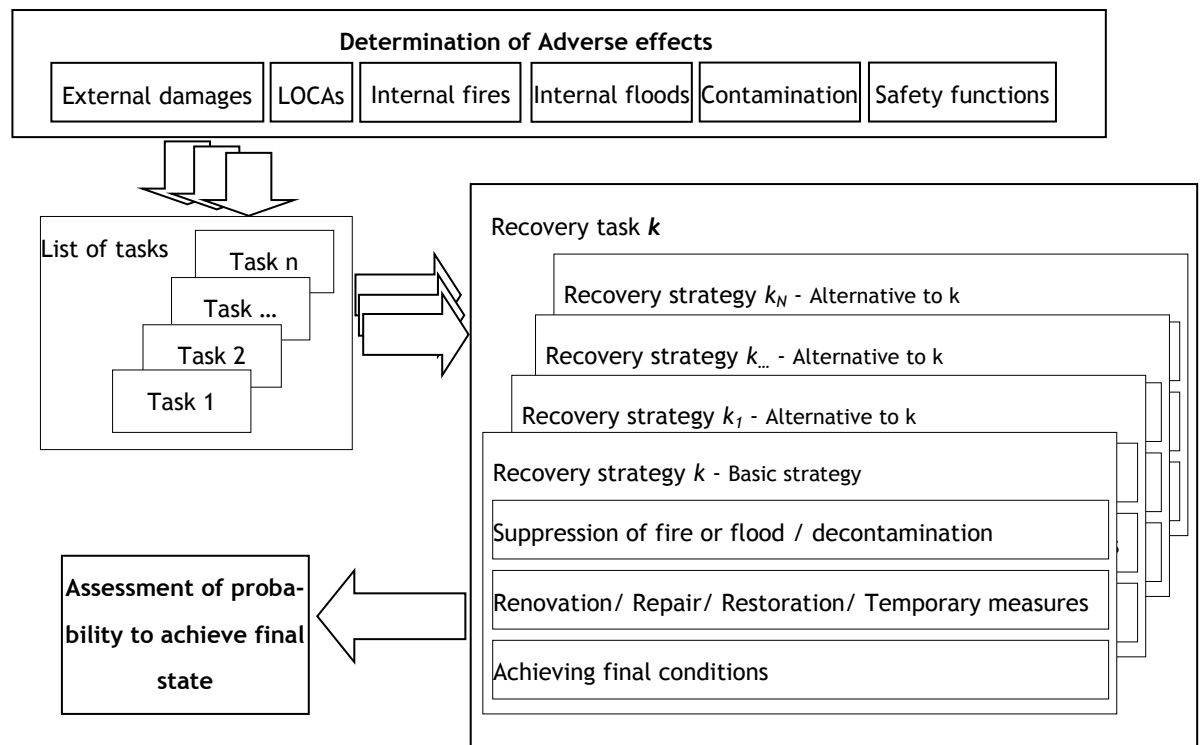 Determination of Adverse effects
External damages
LOCAs
Internal fires
Internal floods
Contamination
Safety functions
List of tasks
Task n
Task ...
Task 2
Task 1
Recovery task k
Recovery strategy kN - Alternative to k
Recovery strategy k... - Alternative to k
Recovery strategy k1 - Alternative to k
Recovery strategy k - Basic strategy
Suppression of fire or flood / decontamination
Renovation/ Repair/ Restoration/ Temporary measures
Achieving final conditions
Assessment of proba-
bility to achieve final
state